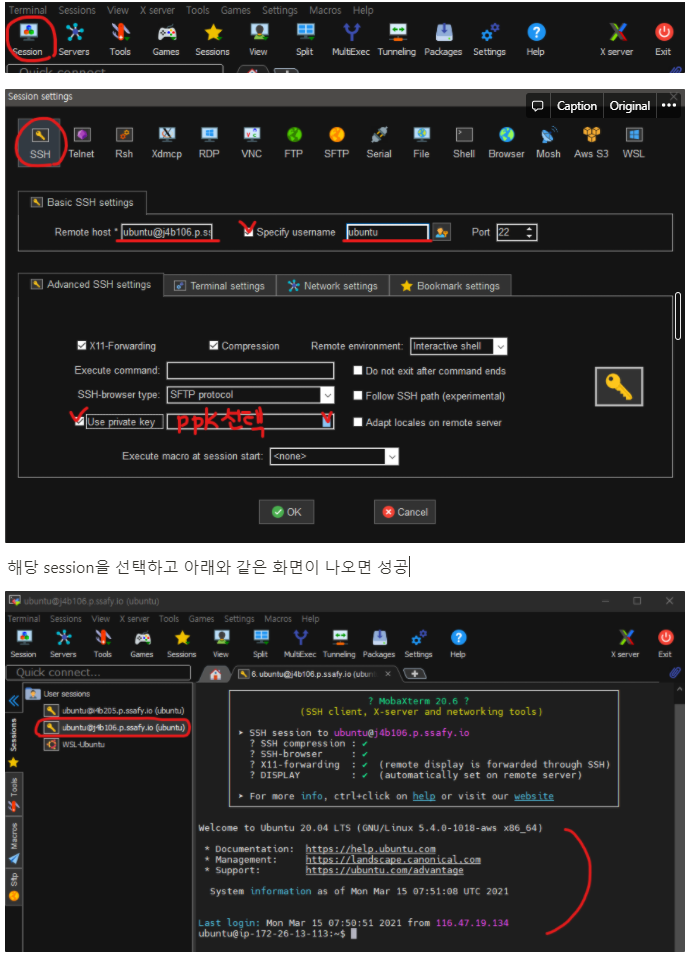 Terminal Sessions View X server Tools Games Settings Macros Help
Session Servers Tools Games Sessions View Split MultiExec Tunneling Packages Settings Help X server Exit
Quick connect...
Session settings
Caption Original •••
SSH Telnet Rsh Xdmcp RDP VNC FTP SFTP Serial File Shell Browser Mosh Aws S3 WSL
Basic SSH settings
Remote host * ubuntu@j4b106.p.ss Specify username ubuntu Port 22
Advanced SSH settings Terminal settings Network settings Bookmark settings
X11-Forwarding Compression Remote environment: Interactive shell
Execute command: Do not exit after command ends
SSH-browser type: SFTP protocol Follow SSH path (experimental)
Use private key ppk선택 Adapt locales on remote server
Execute macro at session start: <none>
OK Cancel
해당 session을 선택하고 아래와 같은 화면이 나오면 성공
ubuntu@j4b106.p.ssafy.io (ubuntu)
Terminal Sessions View X server Tools Games Settings Macros Help
Session Servers Tools Games Sessions View Split MultiExec Tunneling Packages Settings Help X server Exit
Quick connect... 6. ubuntu@j4b106.p.ssafy.io (ubun
User sessions
ubuntu@i4b205.p.ssafy.io (ubuntu)
ubuntu@j4b106.p.ssafy.io (ubuntu)
WSL-Ubuntu
Sessions
Tools
Macros
Sftp
? MobaXterm 20.6 ?
(SSH client, X-server and networking tools)
➤ SSH session to ubuntu@j4b106.p.ssafy.io
? SSH compression : ✔
? SSH-browser : ✔
? X11-forwarding : ✔ (remote display is forwarded through SSH)
? DISPLAY : ✔ (automatically set on remote server)
➤ For more info, ctrl+click on help or visit our website
Welcome to Ubuntu 20.04 LTS (GNU/Linux 5.4.0-1018-aws x86_64)
* Documentation: https://help.ubuntu.com
* Management: https://landscape.canonical.com
* Support: https://ubuntu.com/advantage
System information as of Mon Mar 15 07:51:08 UTC 2021
Last login: Mon Mar 15 07:50:51 2021 from 116.47.19.134
ubuntu@ip-172-26-13-113:~$